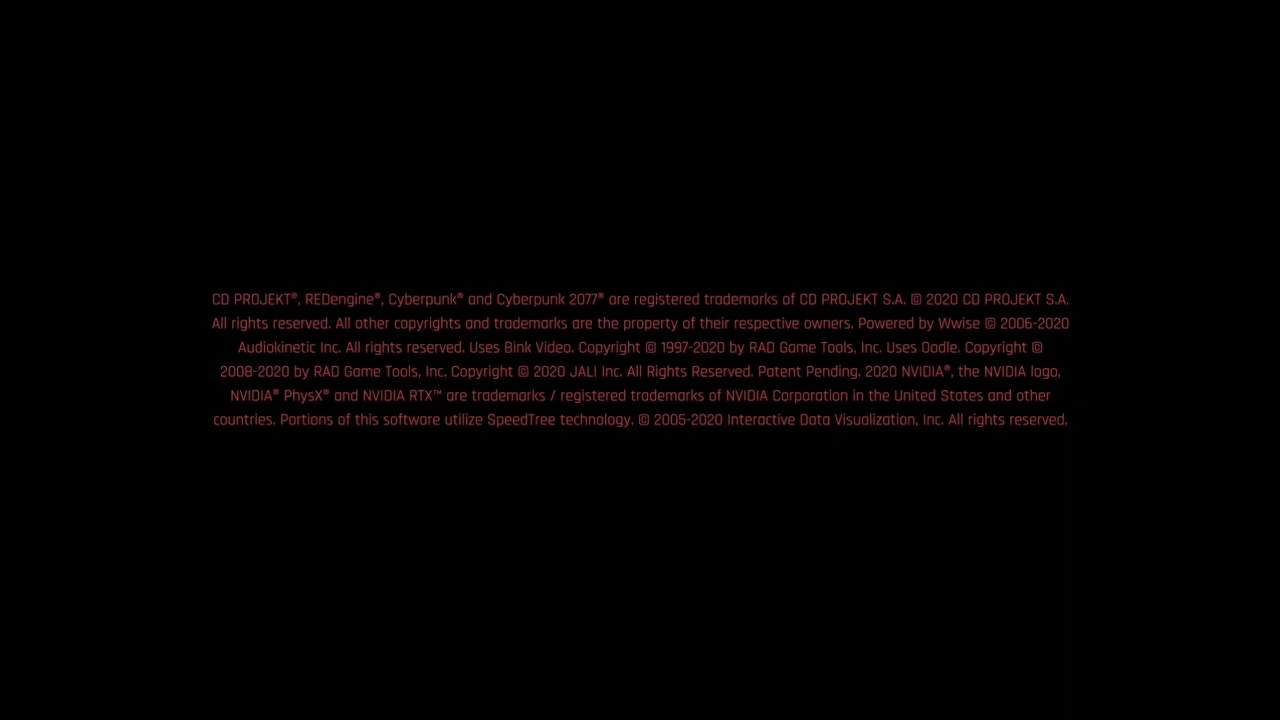 CD PROJEKT®, REDengine®, Cyberpunk® and Cyberpunk 2077® are registered trademarks of CD PROJEKT S.A. © 2020 CD PROJEKT S.A.
All rights reserved. All other copyrights and trademarks are the property of their respective owners. Powered by Wwise © 2006-2020
Audiokinetic Inc. All rights reserved. Uses Bink Video. Copyright © 1997-2020 by RAD Game Tools, Inc. Uses Oodle. Copyright ©
2008-2020 by RAD Game Tools, Inc. Copyright © 2020 JALI Inc. All Rights Reserved. Patent Pending. 2020 NVIDIA®, the NVIDIA logo,
NVIDIA® PhysX® and NVIDIA RTX™ are trademarks / registered trademarks of NVIDIA Corporation in the United States and other
countries. Portions of this software utilize SpeedTree technology. © 2005-2020 Interactive Data Visualization, Inc. All rights reserved.